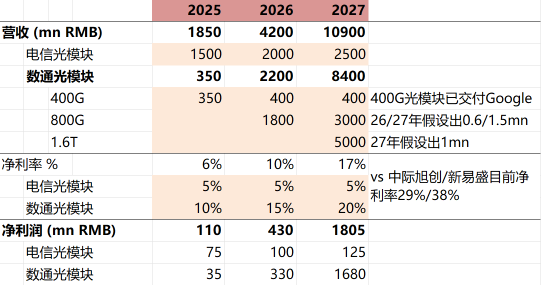 2025 2026 2027
营收 (mn RMB) 1850 4200 10900
电信光模块 1500 2000 2500
数通光模块 350 2200 8400
400G 350 400 400 400G光模块已交付Google
800G 1800 3000 26/27年假设出0.6/1.5mn
1.6T 5000 27年假设出1mn
净利率 % 6% 10% 17%
电信光模块 5% 5% 5% vs 中际旭创/新易盛目前净
数通光模块 10% 15% 20% 利率29%/38%
净利润 (mn RMB) 110 430 1805
电信光模块 75 100 125
数通光模块 35 330 1680